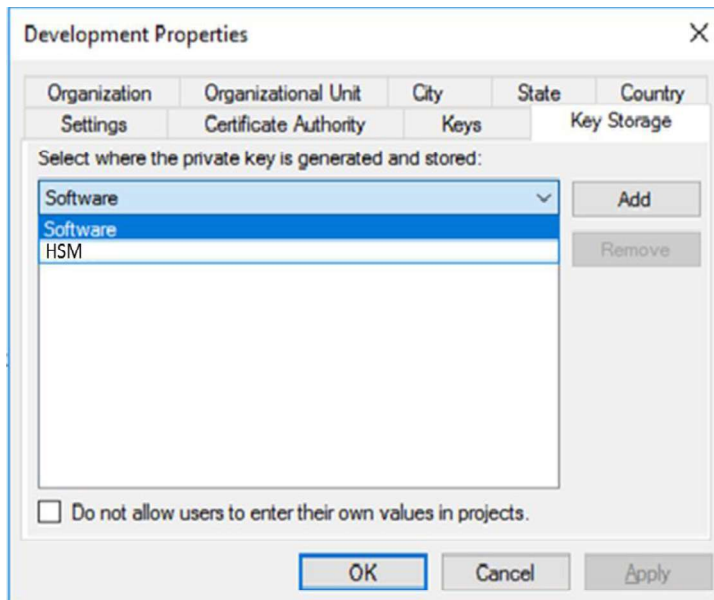 Development Properties
Organization Organizational Unit City State Country
Settings Certificate Authority Keys Key Storage
Select where the private key is generated and stored:
Software Add
Software
HSM Remove
Do not allow users to enter their own values in projects.
OK Cancel Apply